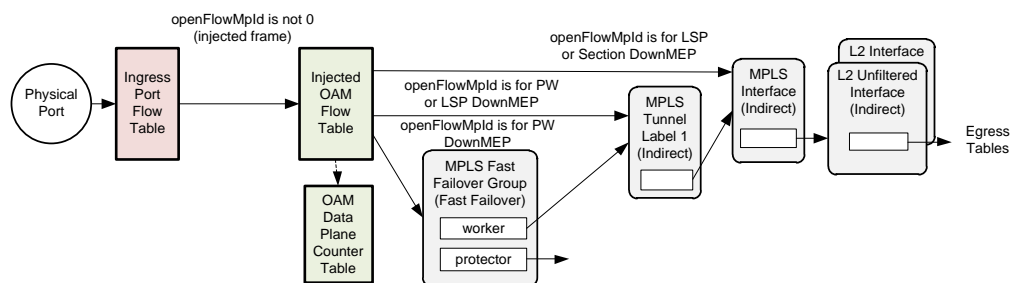 openFlowMpId is not 0
(injected frame)
Physical
Port
Ingress
Port
Flow
Table
Injected
OAM
Flow
Table
OAM
Data
Plane
Counter
Table
openFlowMpId is for LSP
or Section DownMEP
openFlowMpId is for PW
or LSP DownMEP
openFlowMpId is for PW
DownMEP
MPLS Fast
Failover Group
(Fast Failover)
worker
protector
MPLS
Tunnel
Label 1
(Indirect)
MPLS
Interface
(Indirect)
L2 Interface
L2 Unfiltered
Interface
(Indirect)
Egress
Tables